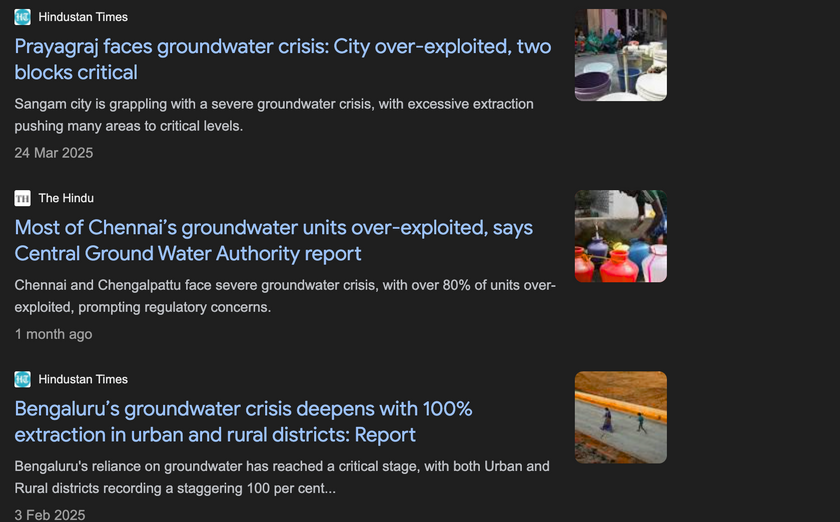 Hindustan Times
Prayagraj faces groundwater crisis: City over-exploited, two
blocks critical
Sangam city is grappling with a severe groundwater crisis, with excessive extraction
pushing many areas to critical levels.
24 Mar 2025
TH The Hindu
Most of Chennai’s groundwater units over-exploited, says
Central Ground Water Authority report
Chennai and Chengalpattu face severe groundwater crisis, with over 80% of units over-
exploited, prompting regulatory concerns.
1 month ago
Hindustan Times
Bengaluru’s groundwater crisis deepens with 100%
extraction in urban and rural districts: Report
Bengaluru's reliance on groundwater has reached a critical stage, with both Urban and
Rural districts recording a staggering 100 per cent...
3 Feb 2025